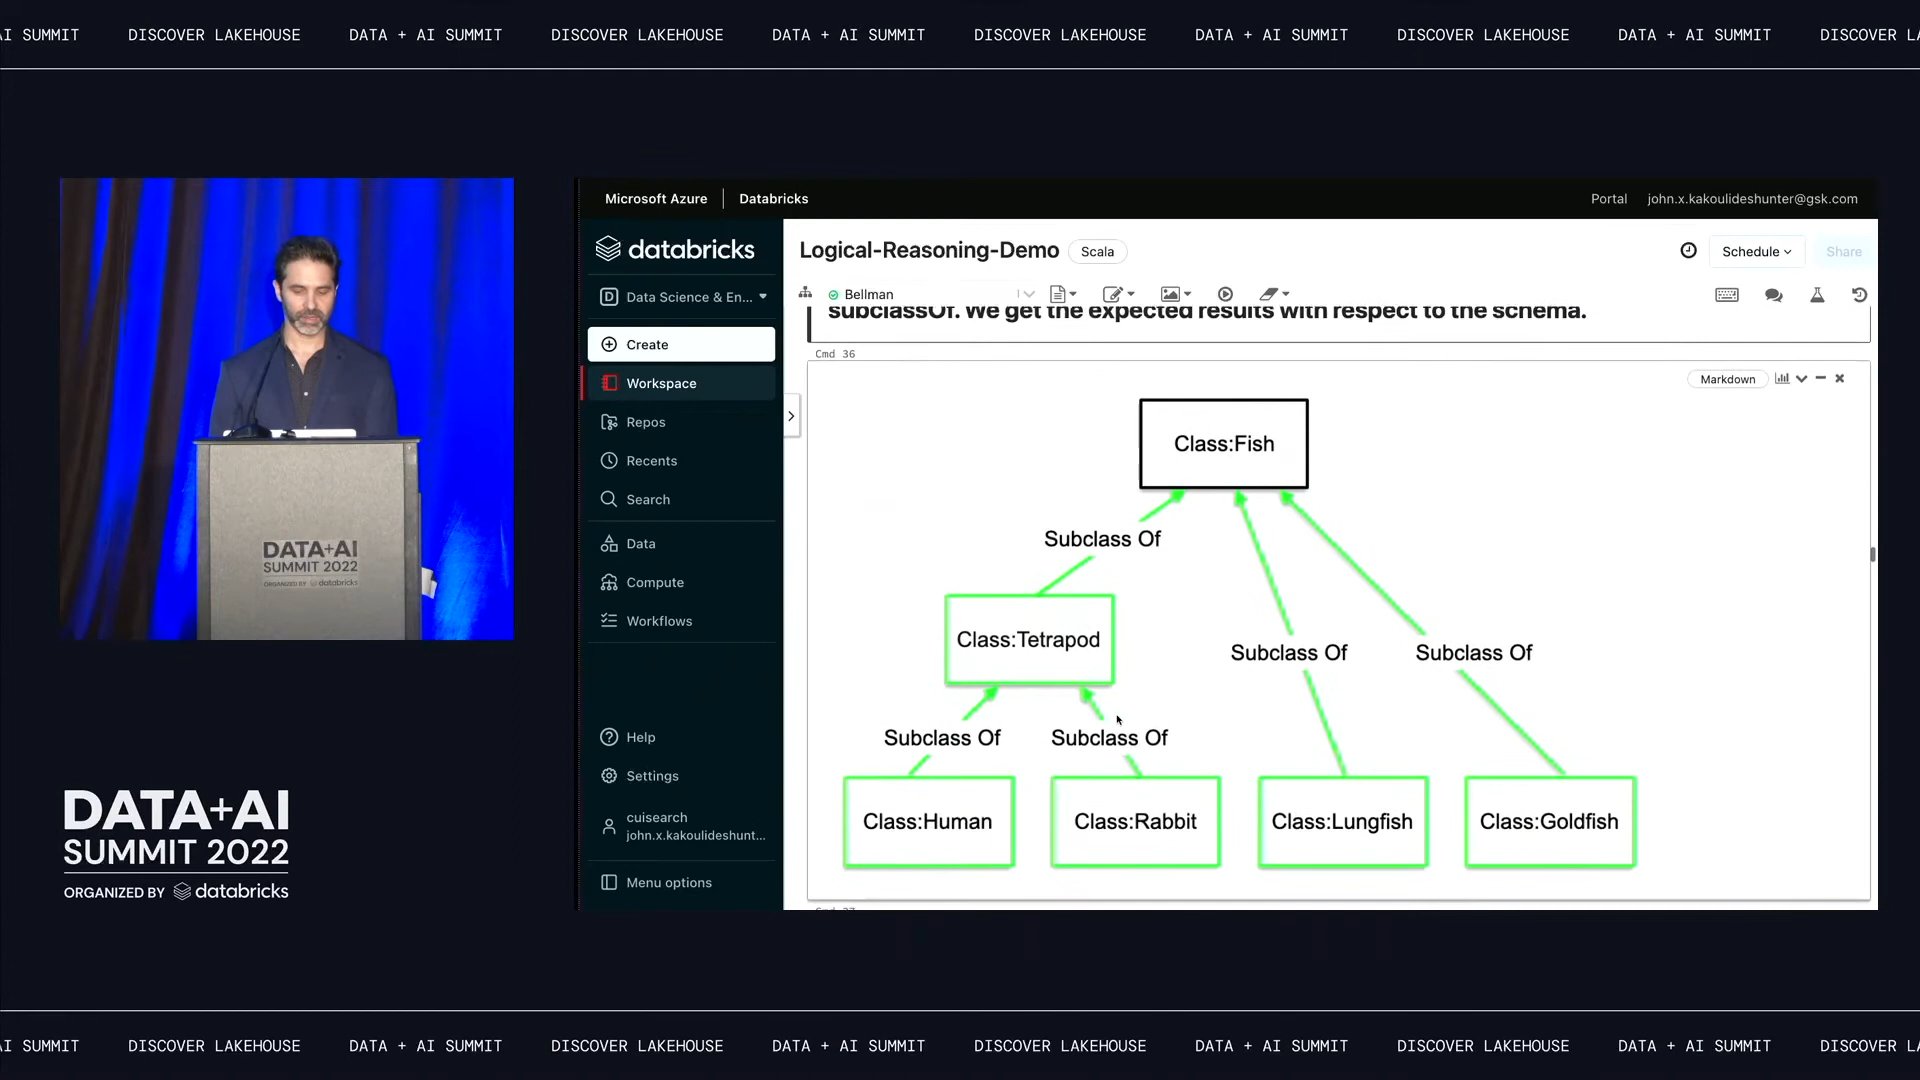 AI SUMMIT DISCOVER LAKEHOUSE DATA + AI SUMMIT DISCOVER LAKEHOUSE DATA + AI SUMMIT DISCOVER LAKEHOUSE DATA + AI SUMMIT DISCOVER LAKEHOUSE DATA + AI SUMMIT DISCOVER LA
Microsoft Azure Databricks Portal john.x.kakoulideshunter@gsk.com
databricks
Data Science & En...
Create
Workspace
Repos
Recents
Search
Data
Compute
Workflows
Help
Settings
cuisearch
john.x.kakoulideshunt...
Menu options
Logical-Reasoning-Demo Scala Schedule Share
Bellman
subclassOf. We get the expected results with respect to the schema.
Cmd 36
Markdown
Class:Fish
Subclass Of
Class:Tetrapod
Subclass Of Subclass Of
Subclass Of Subclass Of
Class:Human Class:Rabbit Class:Lungfish Class:Goldfish
Cmd 37
DATA+AI
SUMMIT 2022
ORGANIZED BY databricks
DATA+AI
SUMMIT 2022
ORGANIZED BY databricks
AI SUMMIT DISCOVER LAKEHOUSE DATA + AI SUMMIT DISCOVER LAKEHOUSE DATA + AI SUMMIT DISCOVER LAKEHOUSE DATA + AI SUMMIT DISCOVER LAKEHOUSE DATA + AI SUMMIT DISCOVER LA